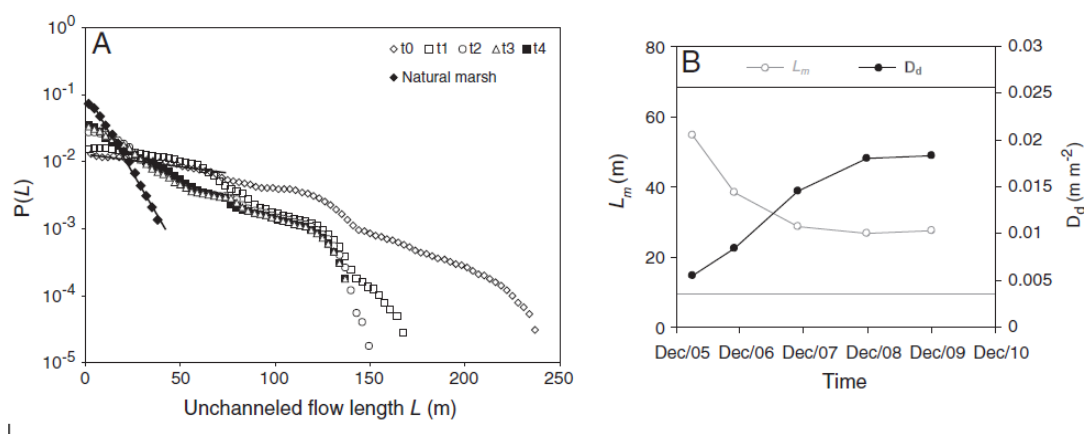 A
t0 t1 t2 t3 t4
Natural marsh
P(L)
10^0
10^-1
10^-2
10^-3
10^-4
10^-5
0 50 100 150 200 250
Unchanneled flow length L (m)
B
L_m D_d
L_m (m)
80
60
40
20
0
D_d (m m^-2)
0.03
0.025
0.02
0.015
0.01
0.005
0
Dec/05 Dec/06 Dec/07 Dec/08 Dec/09 Dec/10
Time